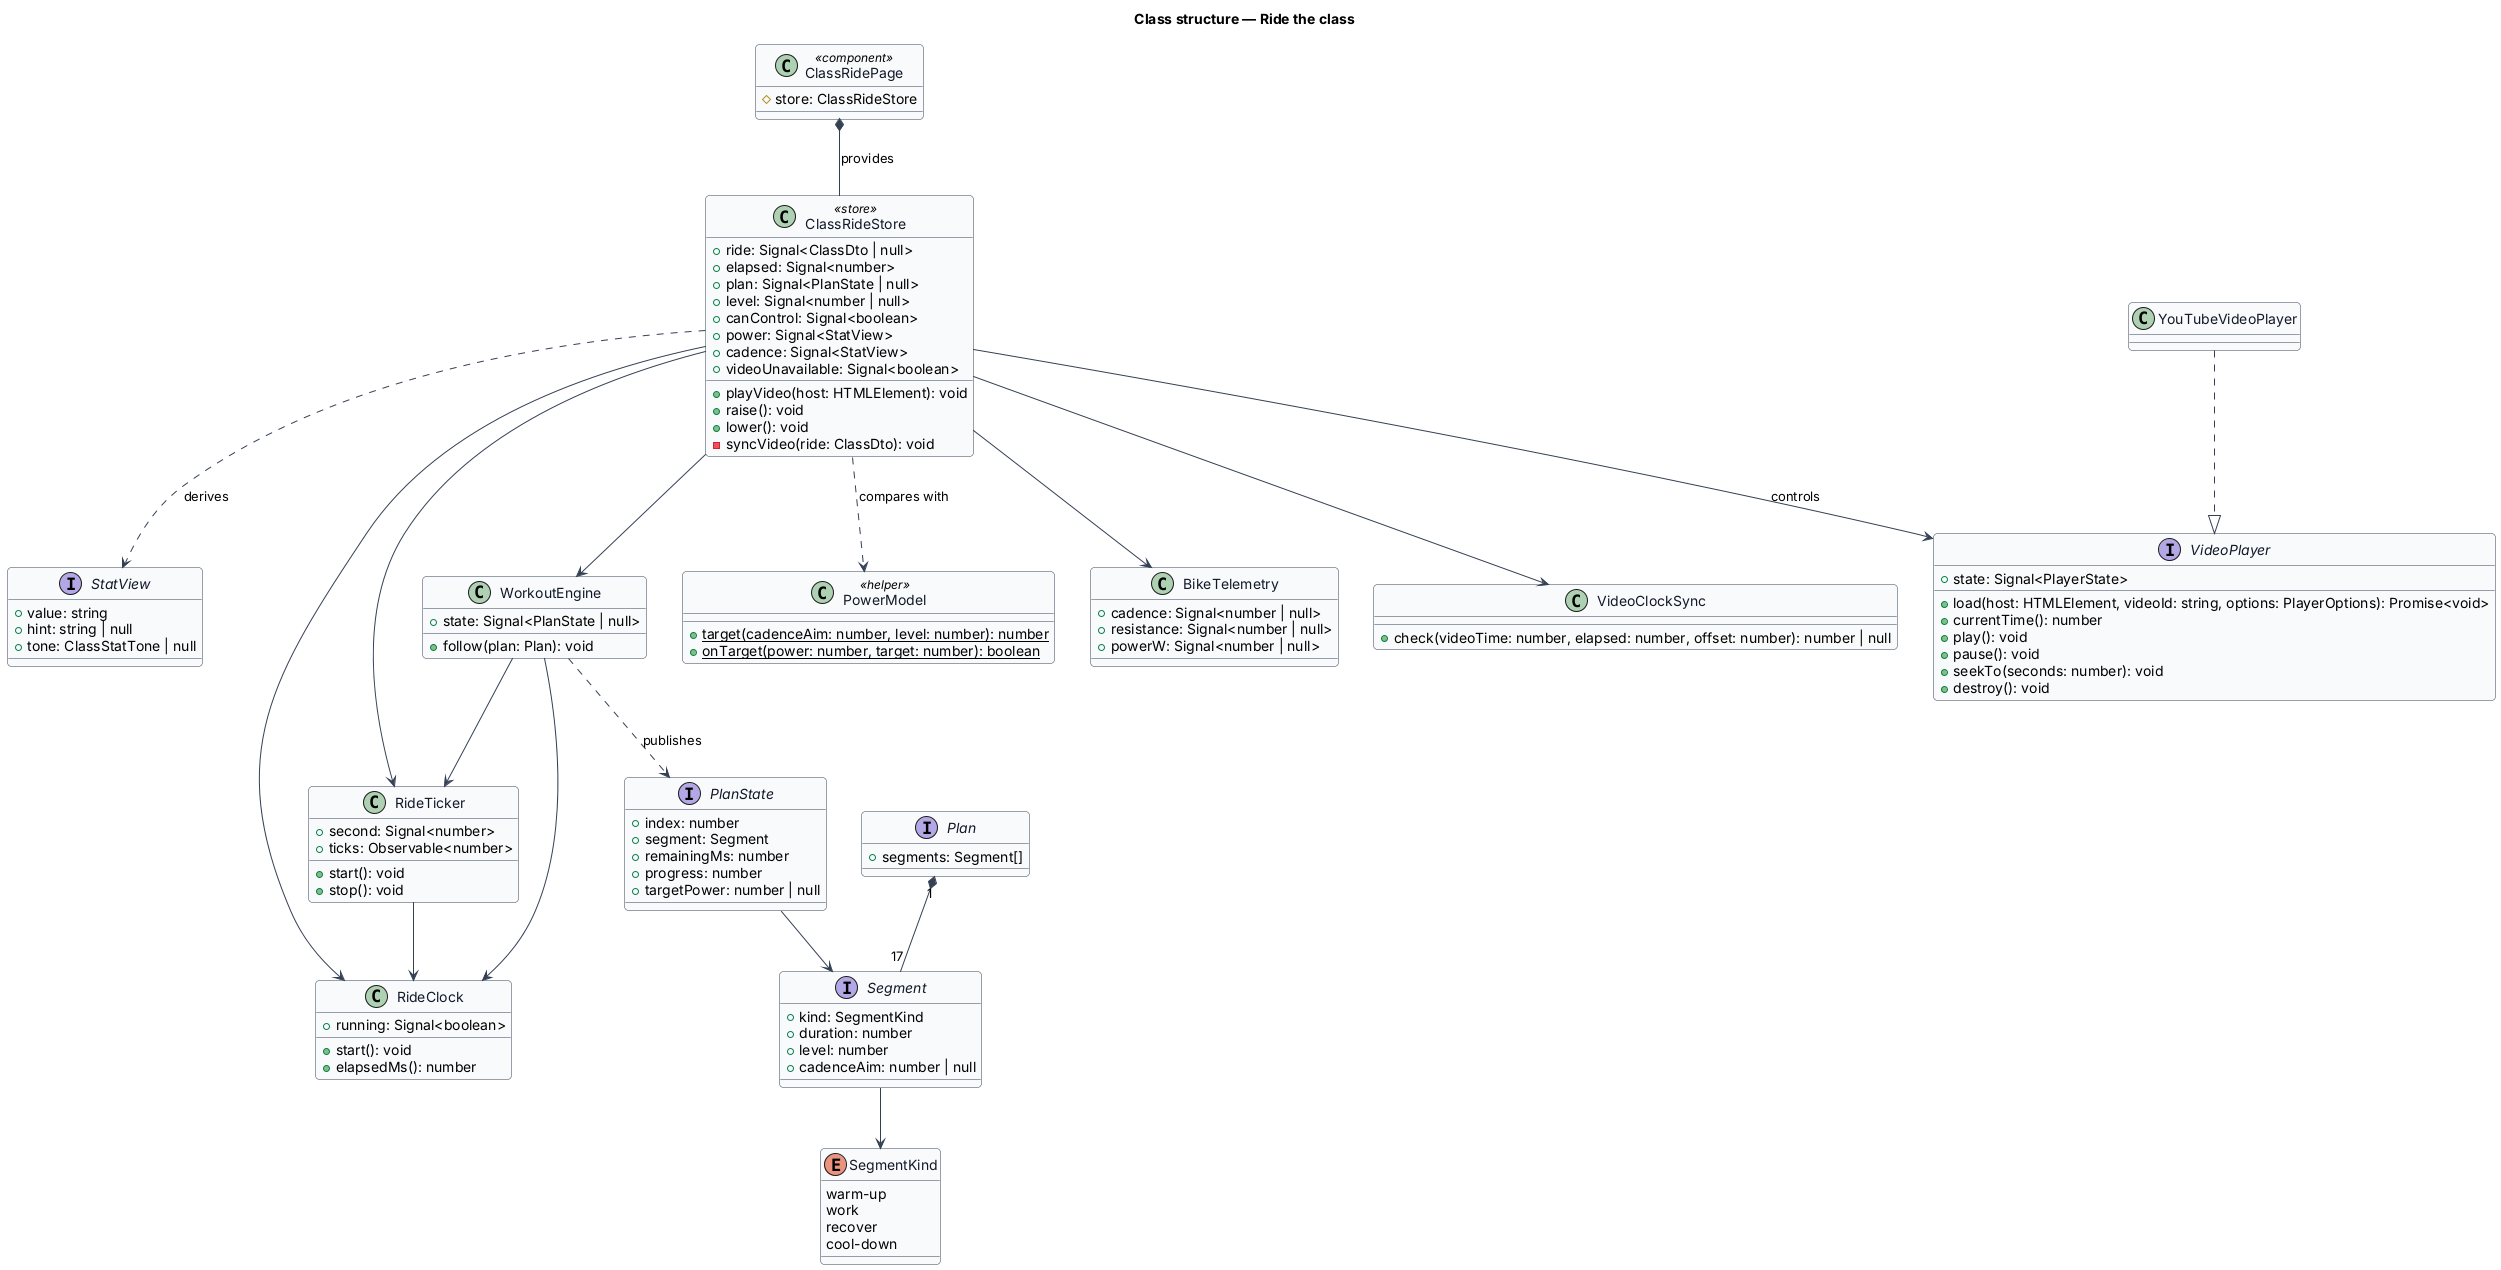 Class structure — Ride the class
«component»
ClassRidePage
store: ClassRideStore
provides
«store»
ClassRideStore
ride: Signal<ClassDto | null>
elapsed: Signal<number>
plan: Signal<PlanState | null>
level: Signal<number | null>
canControl: Signal<boolean>
power: Signal<StatView>
cadence: Signal<StatView>
videoUnavailable: Signal<boolean>
playVideo(host: HTMLElement): void
raise(): void
lower(): void
syncVideo(ride: ClassDto): void
YouTubeVideoPlayer
derives
compares with
controls
StatView
value: string
hint: string | null
tone: ClassStatTone | null
WorkoutEngine
state: Signal<PlanState | null>
follow(plan: Plan): void
«helper»
PowerModel
target(cadenceAim: number, level: number): number
onTarget(power: number, target: number): boolean
BikeTelemetry
cadence: Signal<number | null>
resistance: Signal<number | null>
powerW: Signal<number | null>
VideoClockSync
check(videoTime: number, elapsed: number, offset: number): number | null
VideoPlayer
state: Signal<PlayerState>
load(host: HTMLElement, videoId: string, options: PlayerOptions): Promise<void>
currentTime(): number
play(): void
pause(): void
seekTo(seconds: number): void
destroy(): void
publishes
RideTicker
second: Signal<number>
ticks: Observable<number>
start(): void
stop(): void
PlanState
index: number
segment: Segment
remainingMs: number
progress: number
targetPower: number | null
Plan
segments: Segment[]
1
17
RideClock
running: Signal<boolean>
start(): void
elapsedMs(): number
Segment
kind: SegmentKind
duration: number
level: number
cadenceAim: number | null
SegmentKind
warm-up
work
recover
cool-down